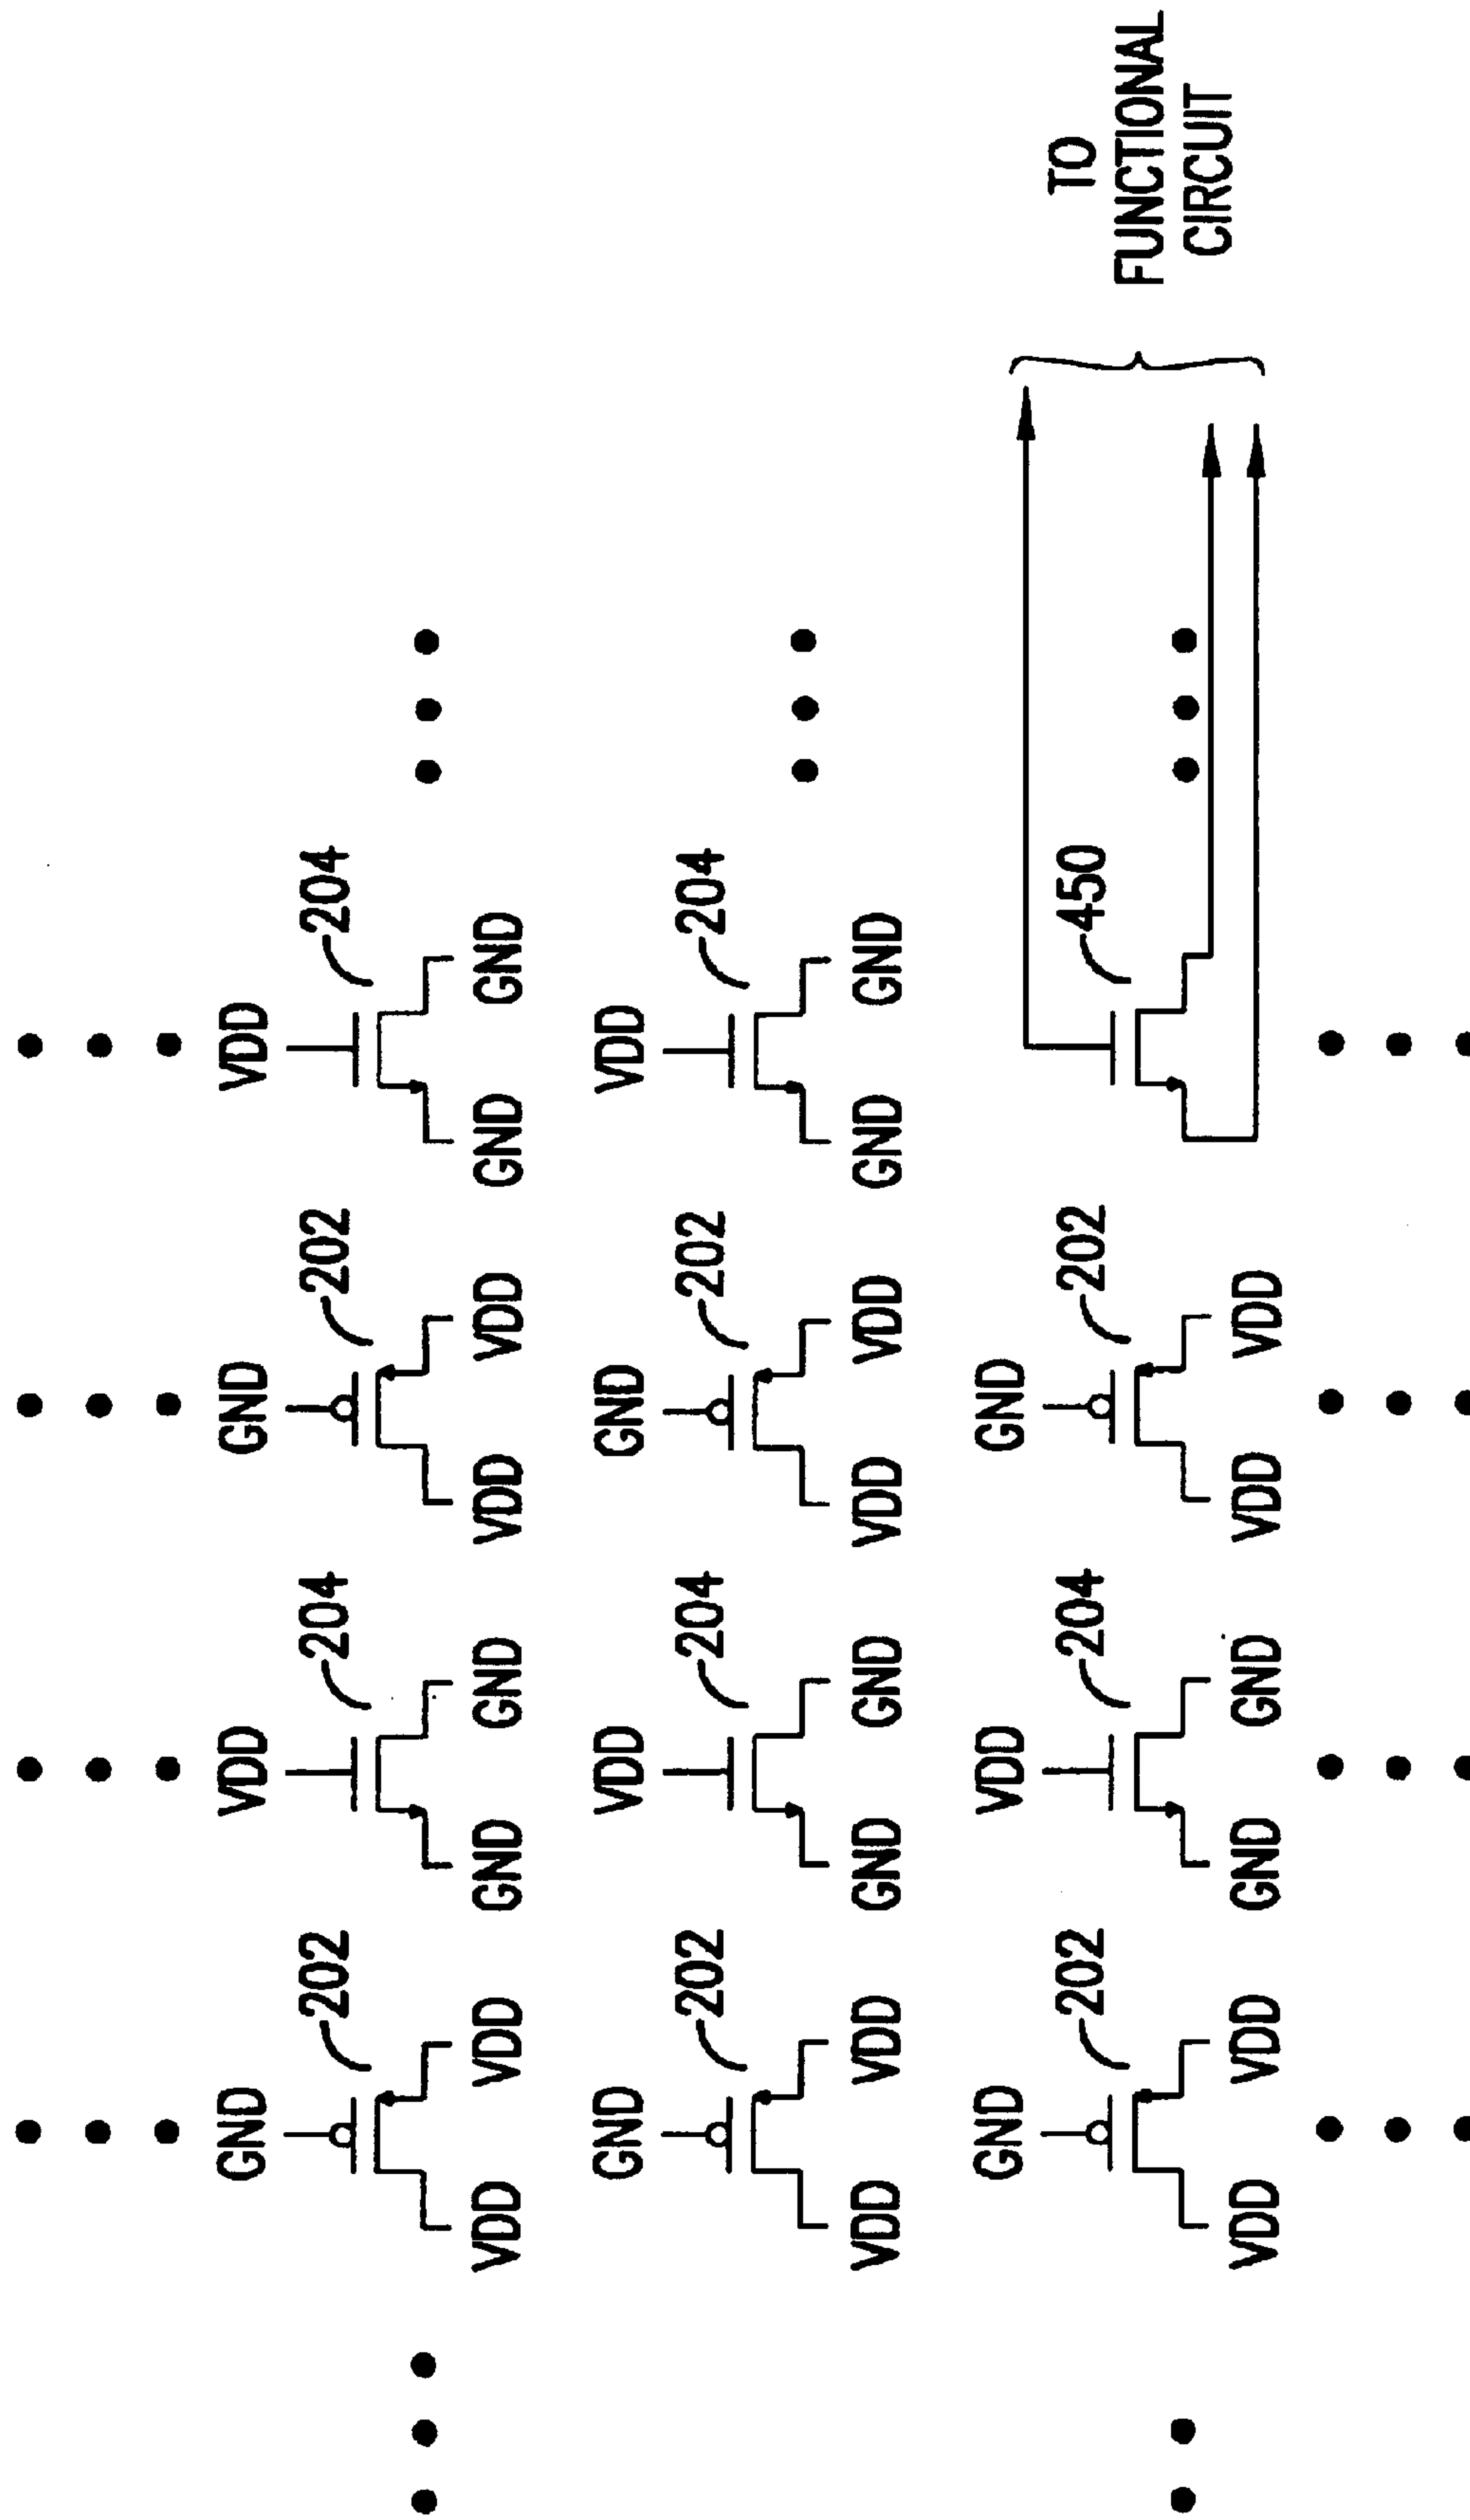 GND VDD GND VDD
202 204 202 204
VDD VDD GND GND VDD VDD GND GND
GND VDD GND VDD
202 204 202 204
VDD VDD GND GND VDD VDD GND GND
GND VDD GND
202 204 202 450
VDD VDD GND GND VDD VDD
TO
FUNCTIONAL
CIRCUIT